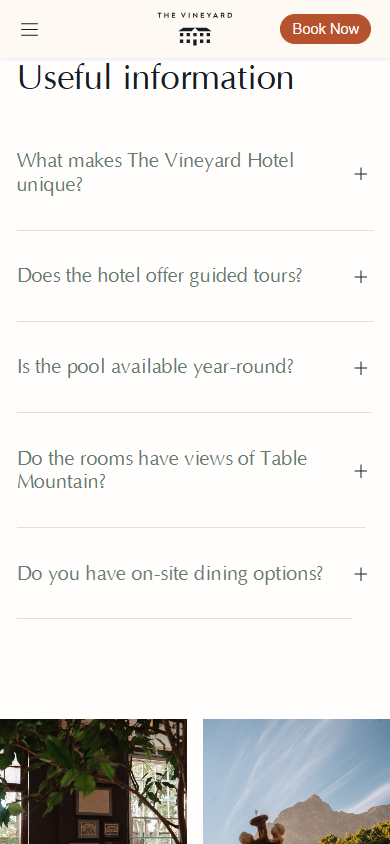 THE VINEYARD
Book Now
Useful information
What makes The Vineyard Hotel
unique?
Does the hotel offer guided tours?
Is the pool available year-round?
Do the rooms have views of Table
Mountain?
Do you have on-site dining options?